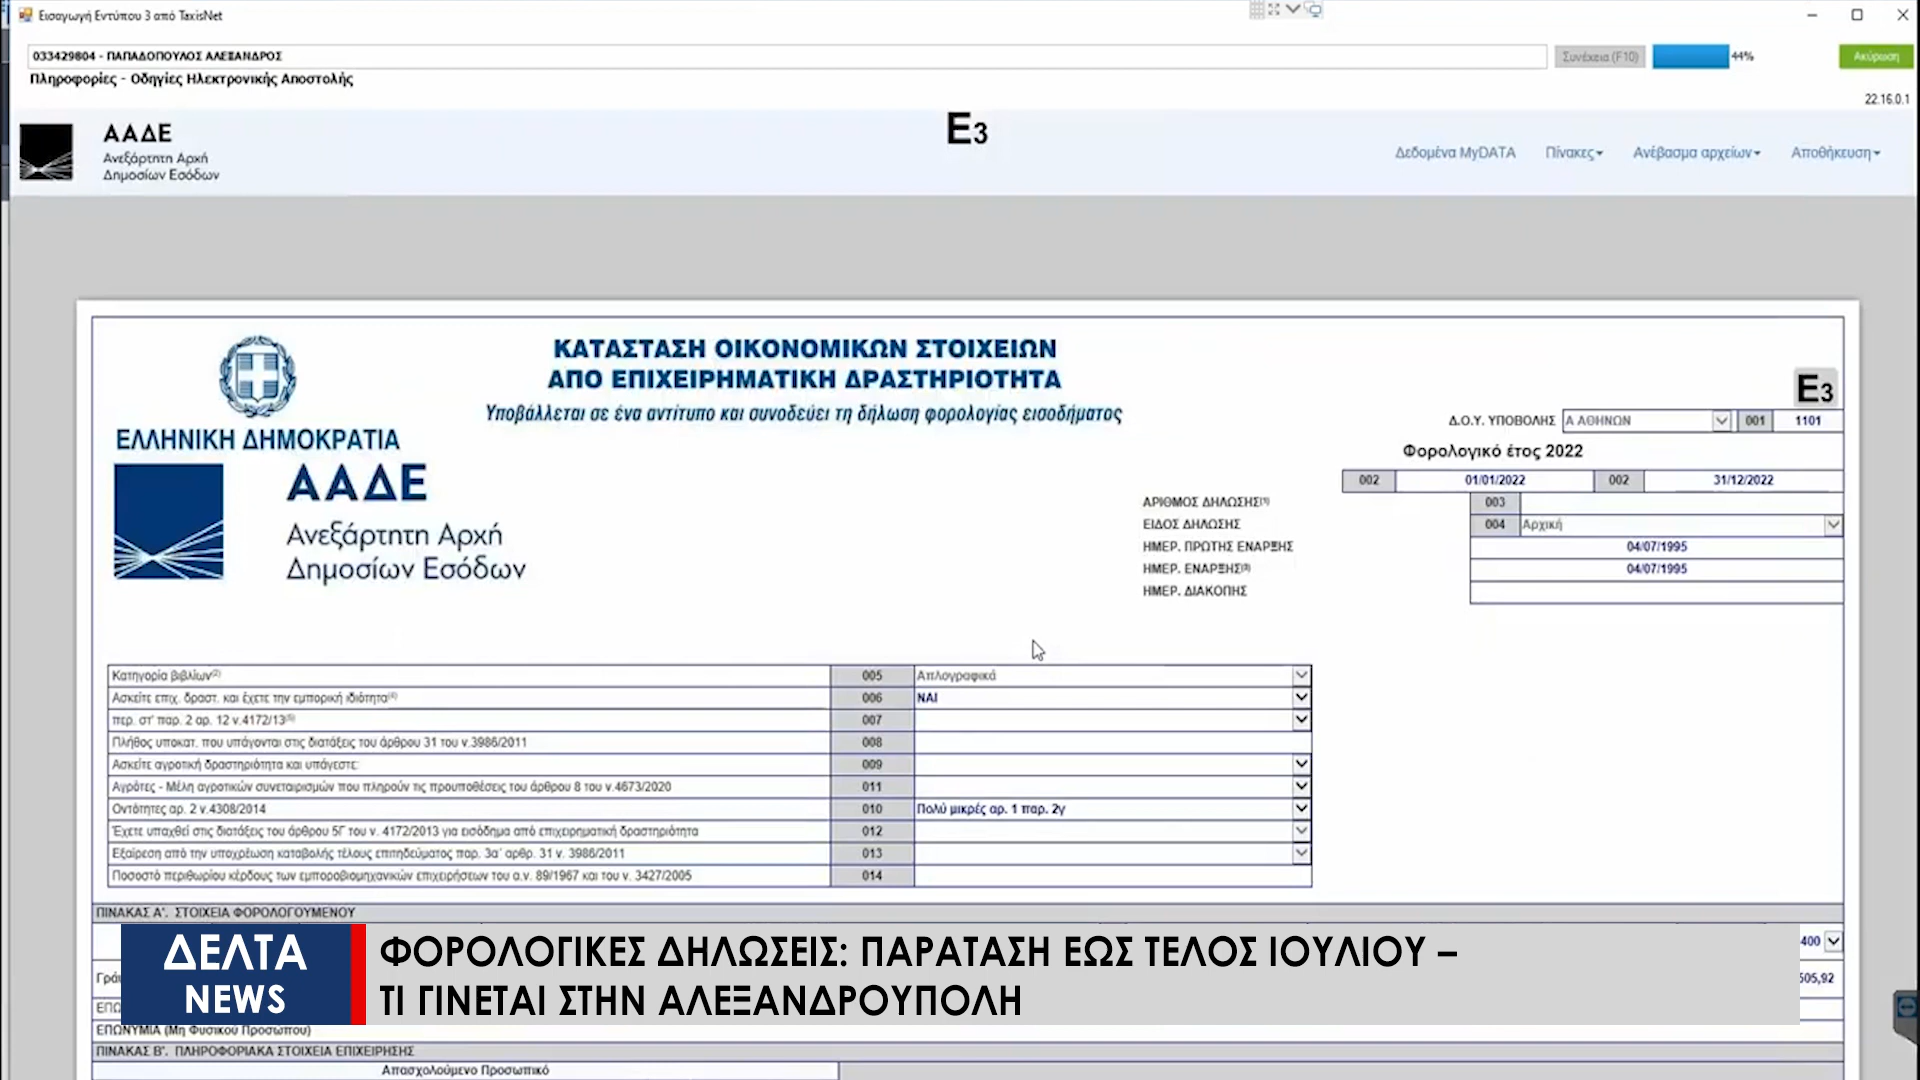 Εισαγωγή Εντύπου 3 από TaxisNet
033429804 - ΠΑΠΑΔΟΠΟΥΛΟΣ ΑΛΕΞΑΝΔΡΟΣ
Συνέχεια (F10)
44%
Ακύρωση
Πληροφορίες - Οδηγίες Ηλεκτρονικής Αποστολής
22.16.0.1
ΑΑΔΕ
Ανεξάρτητη Αρχή
Δημοσίων Εσόδων
E3
Δεδομένα MyDATA Πίνακες Ανέβασμα αρχείων Αποθήκευση
ΕΛΛΗΝΙΚΗ ΔΗΜΟΚΡΑΤΙΑ
ΑΑΔΕ
Ανεξάρτητη Αρχή
Δημοσίων Εσόδων
ΚΑΤΑΣΤΑΣΗ ΟΙΚΟΝΟΜΙΚΩΝ ΣΤΟΙΧΕΙΩΝ
ΑΠΟ ΕΠΙΧΕΙΡΗΜΑΤΙΚΗ ΔΡΑΣΤΗΡΙΟΤΗΤΑ
Υποβάλλεται σε ένα αντίτυπο και συνοδεύει τη δήλωση φορολογίας εισοδήματος
E3
Δ.Ο.Υ. ΥΠΟΒΟΛΗΣ Α ΑΘΗΝΩΝ 001 1101
Φορολογικό έτος 2022
002 01/01/2022 002 31/12/2022
ΑΡΙΘΜΟΣ ΔΗΛΩΣΗΣ(1) 003
ΕΙΔΟΣ ΔΗΛΩΣΗΣ 004 Αρχική
ΗΜΕΡ. ΠΡΩΤΗΣ ΕΝΑΡΞΗΣ 04/07/1995
ΗΜΕΡ. ΕΝΑΡΞΗΣ(3) 04/07/1995
ΗΜΕΡ. ΔΙΑΚΟΠΗΣ
Κατηγορία βιβλίων(2) 005 Απλογραφικά
Ασκείτε επιχ. δραστ. και έχετε την εμπορική ιδιότητα(4) 006 ΝΑΙ
περ. στ' παρ. 2 αρ. 12 ν.4172/13(5) 007
Πλήθος υποκατ. που υπάγονται στις διατάξεις του άρθρου 31 του ν.3986/2011 008
Ασκείτε αγροτική δραστηριότητα και υπάγεστε: 009
Αγρότες - Μέλη αγροτικών συνεταιρισμών που πληρούν τις προυποθέσεις του άρθρου 8 του ν.4673/2020 011
Οντότητες αρ. 2 ν.4308/2014 010 Πολύ μικρές αρ. 1 παρ. 2γ
Έχετε υπαχθεί στις διατάξεις του άρθρου 5Γ του ν. 4172/2013 για εισόδημα από επιχειρηματική δραστηριότητα 012
Εξαίρεση από την υποχρέωση καταβολής τέλους επιτηδεύματος παρ. 3α' αρθρ. 31 ν. 3986/2011 013
Ποσοστό περιθωρίου κέρδους των εμποροβιομηχανικών επιχειρήσεων του α.ν. 89/1967 και του ν. 3427/2005 014
ΠΙΝΑΚΑΣ Α'. ΣΤΟΙΧΕΙΑ ΦΟΡΟΛΟΓΟΥΜΕΝΟΥ
400
505,92
ΔΕΛΤΑ
NEWS
ΦΟΡΟΛΟΓΙΚΕΣ ΔΗΛΩΣΕΙΣ: ΠΑΡΑΤΑΣΗ ΕΩΣ ΤΕΛΟΣ ΙΟΥΛΙΟΥ –
ΤΙ ΓΙΝΕΤΑΙ ΣΤΗΝ ΑΛΕΞΑΝΔΡΟΥΠΟΛΗ
ΕΠΩΝΥΜΙΑ (Μη Φυσικού Προσώπου)
ΠΙΝΑΚΑΣ Β'. ΠΛΗΡΟΦΟΡΙΑΚΑ ΣΤΟΙΧΕΙΑ ΕΠΙΧΕΙΡΗΣΗΣ
Απασχολούμενο Προσωπικό